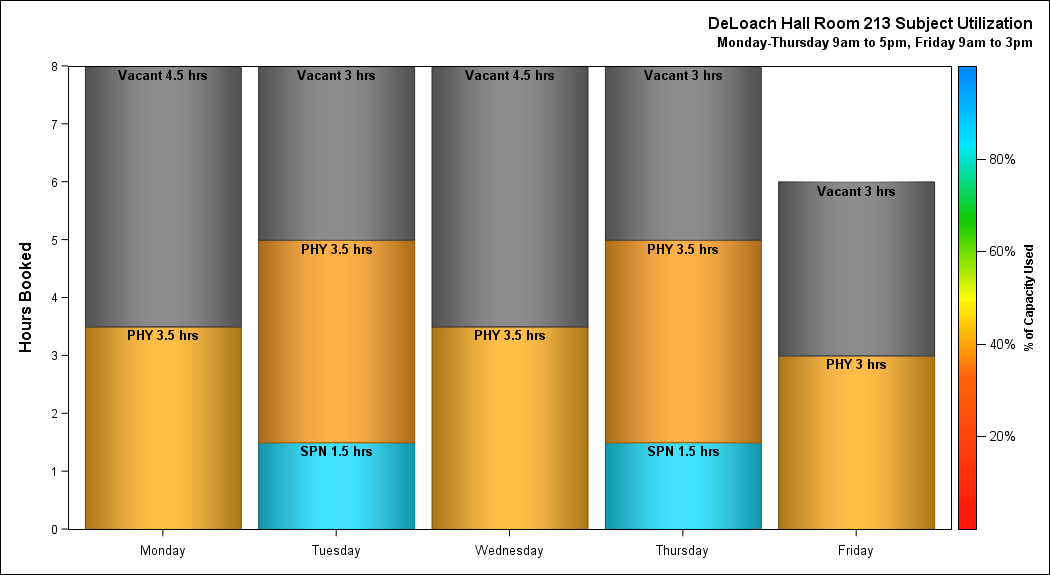 DeLoach Hall Room 213 Subject Utilization
Monday-Thursday 9am to 5pm, Friday 9am to 3pm
Hours Booked
8
7
6
5
4
3
2
1
0
Vacant 4.5 hrs
PHY 3.5 hrs
Vacant 3 hrs
PHY 3.5 hrs
SPN 1.5 hrs
Vacant 4.5 hrs
PHY 3.5 hrs
Vacant 3 hrs
PHY 3.5 hrs
SPN 1.5 hrs
Vacant 3 hrs
PHY 3 hrs
Monday
Tuesday
Wednesday
Thursday
Friday
80%
60%
40%
20%
% of Capacity Used